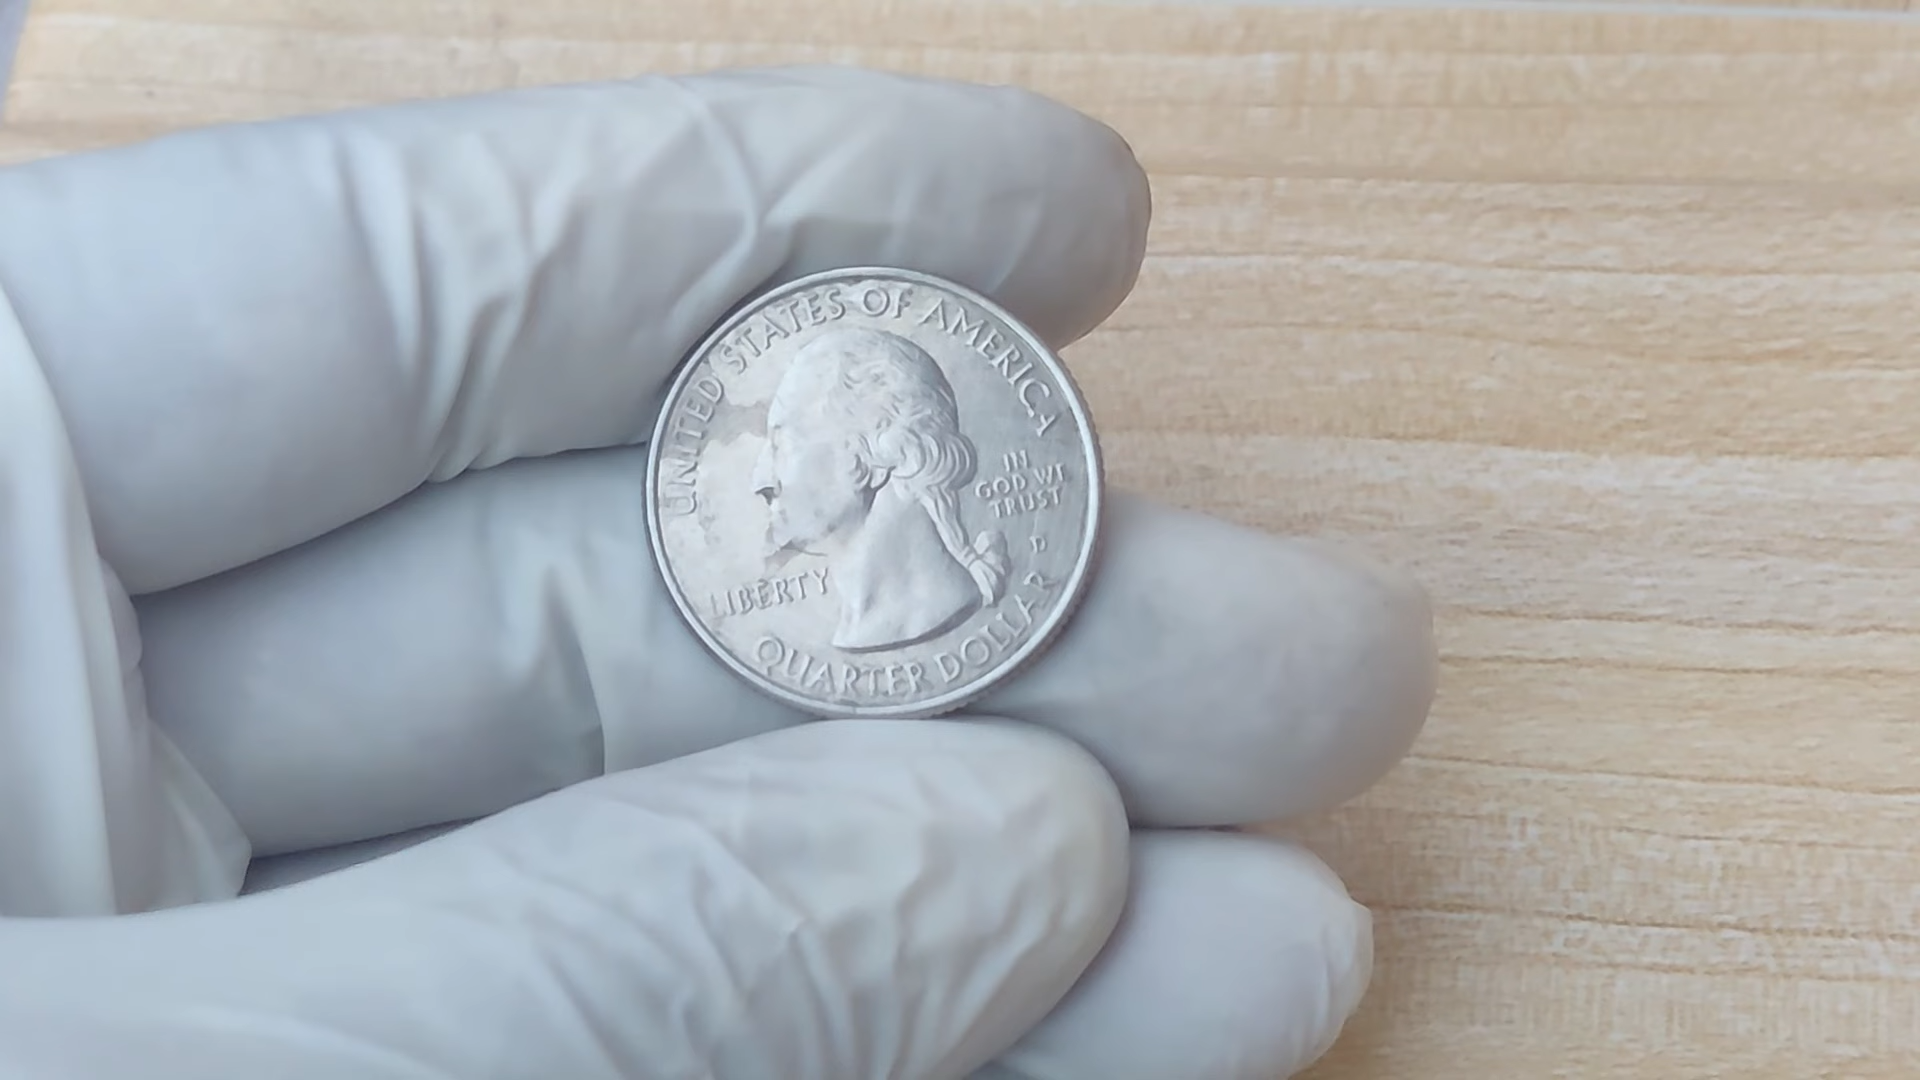 UNITED STATES OF AMERICA
IN
GOD WE
TRUST
D
LIBERTY
QUARTER DOLLAR